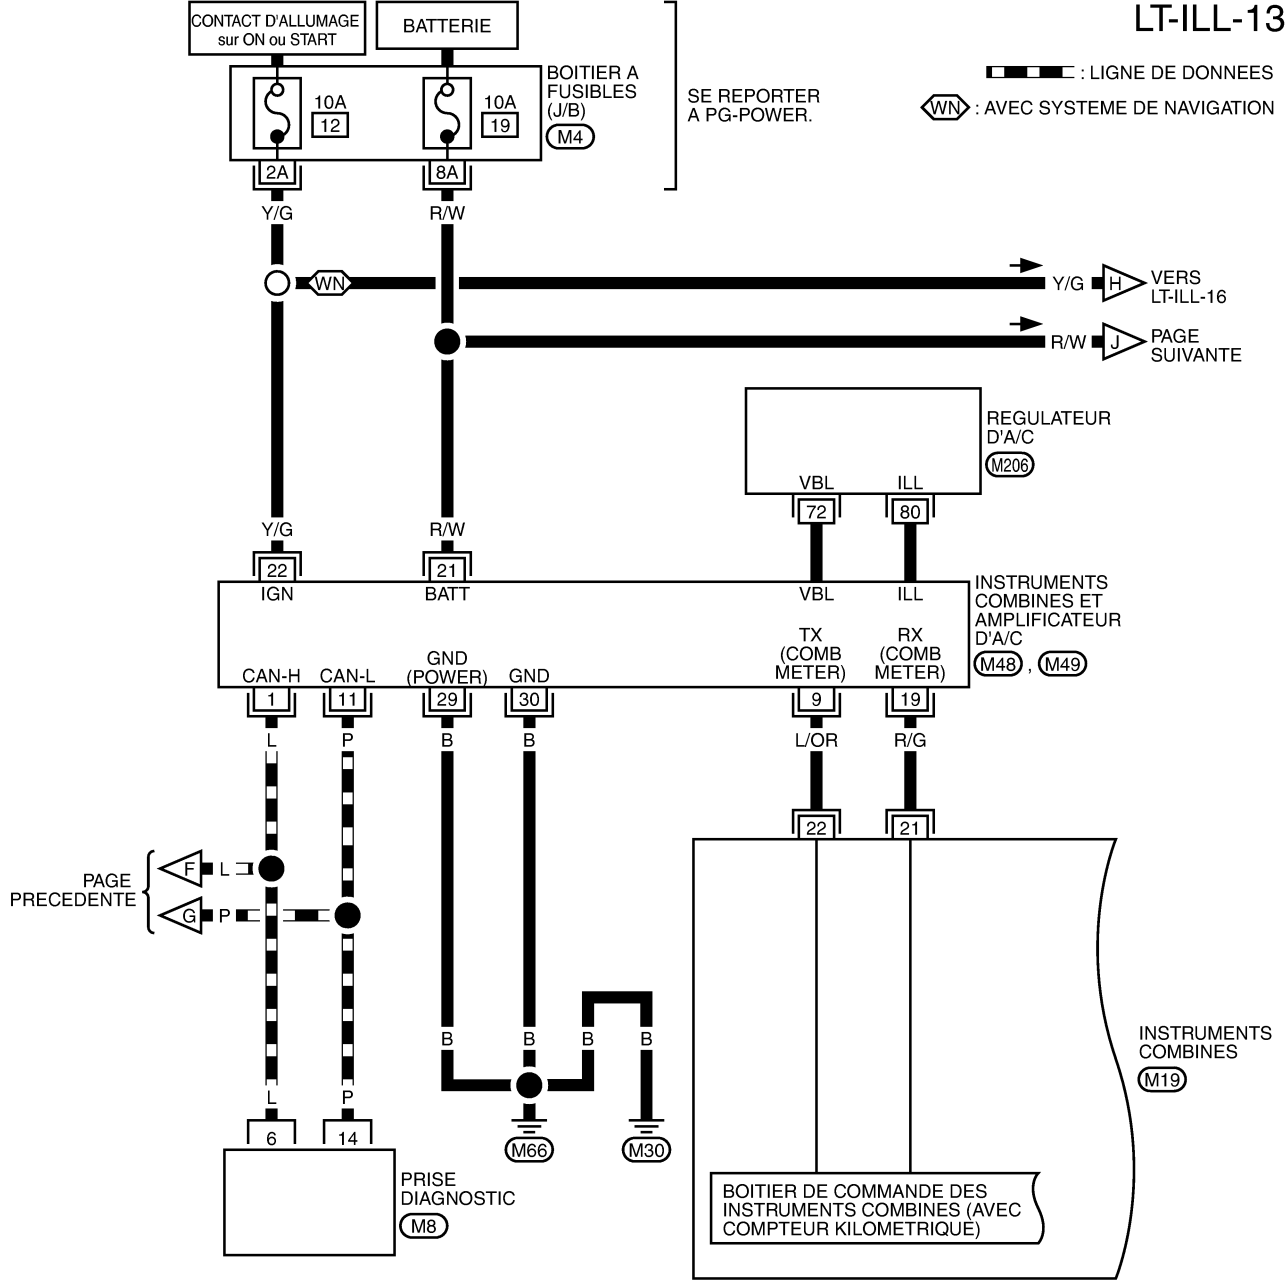 LT-ILL-13
CONTACT D'ALLUMAGE
sur ON ou START
BATTERIE
: LIGNE DE DONNEES
WN : AVEC SYSTEME DE NAVIGATION
10A
12
10A
19
BOITIER A
FUSIBLES
(J/B)
M4
SE REPORTER
A PG-POWER.
2A
8A
Y/G
R/W
WN
Y/G
H
VERS
LT-ILL-16
R/W
J
PAGE
SUIVANTE
REGULATEUR
D'A/C
M206
VBL
ILL
72
80
Y/G
R/W
22
21
IGN
BATT
VBL
ILL
INSTRUMENTS
COMBINES ET
AMPLIFICATEUR
D'A/C
M48 , M49
CAN-H
CAN-L
GND
(POWER)
GND
TX
(COMB
METER)
RX
(COMB
METER)
1
11
29
30
9
19
L
P
B
B
L/OR
R/G
22
21
PAGE
PRECEDENTE
F
L
G
P
B
B
B
B
L
P
M66
M30
6
14
PRISE
DIAGNOSTIC
M8
INSTRUMENTS
COMBINES
M19
BOITIER DE COMMANDE DES
INSTRUMENTS COMBINES (AVEC
COMPTEUR KILOMETRIQUE)